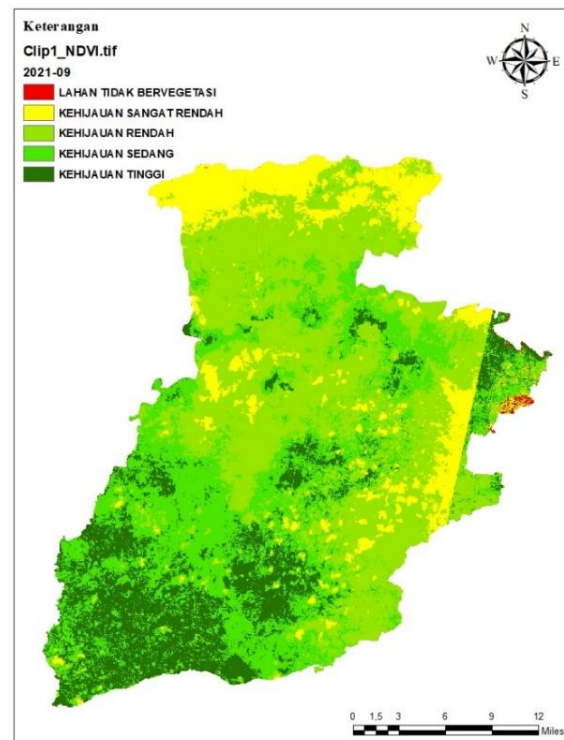 Keterangan
Clip1_NDVI.tif
2021-09
LAHAN TIDAK BERVEGETASI
KEHIJAUAN SANGAT RENDAH
KEHIJAUAN RENDAH
KEHIJAUAN SEDANG
KEHIJAUAN TINGGI
N
W E
S
0 1,5 3 6 9 12
Miles